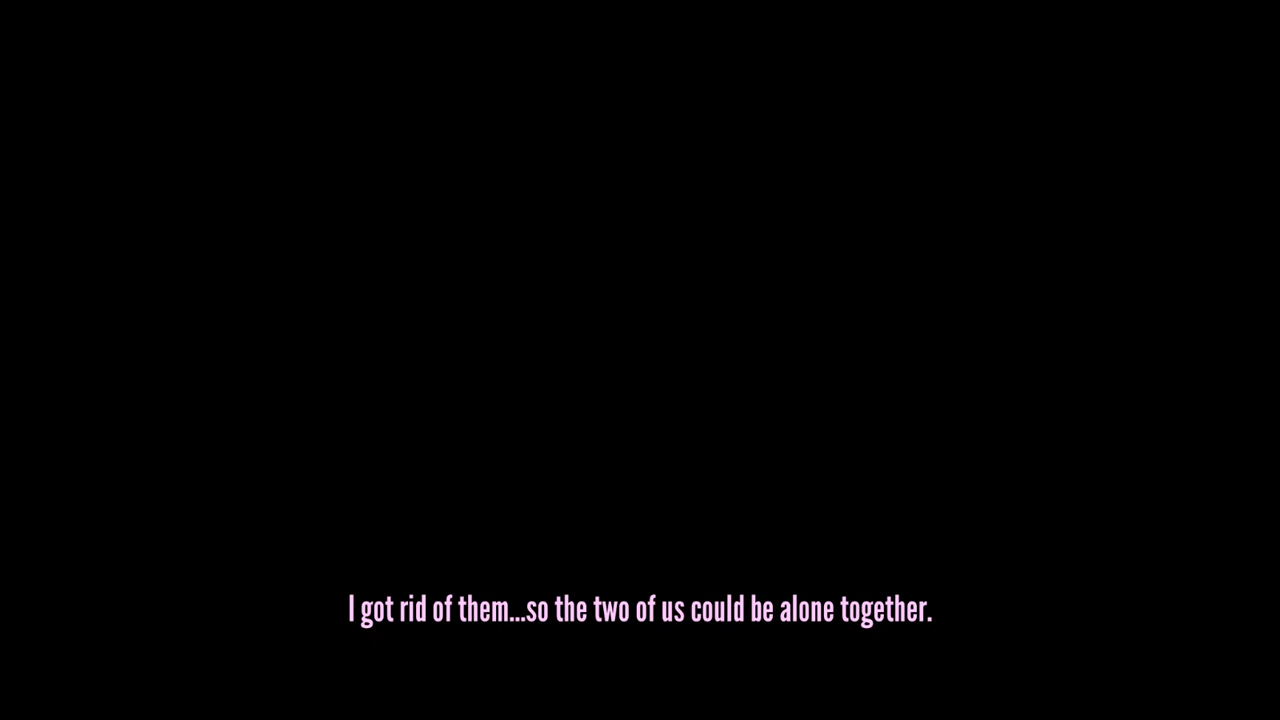 I got rid of them...so the two of us could be alone together.